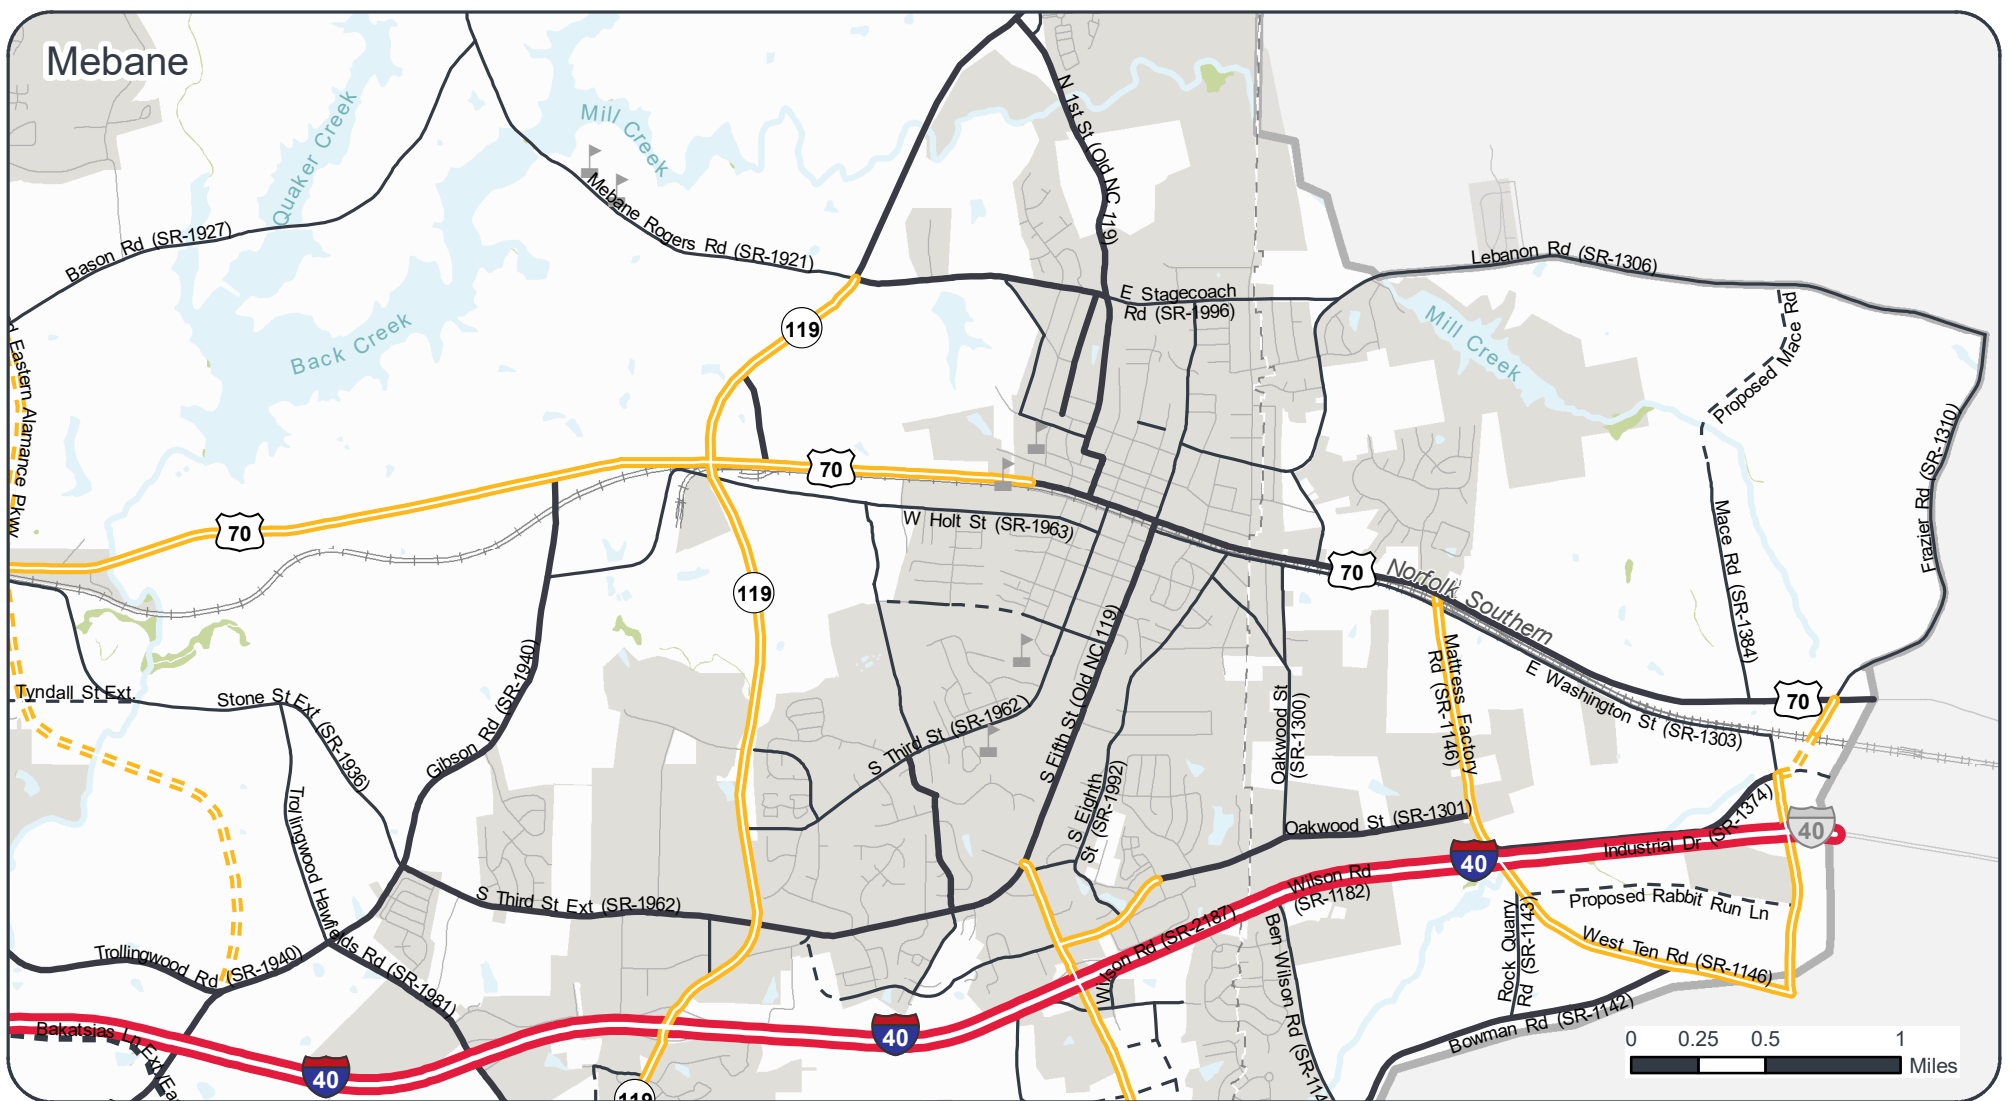 Mebane
Quaker Creek
Mill Creek
N 1st St (Old NC 119)
Mebane Rogers Rd (SR-1921)
Bason Rd (SR-1927)
Lebanon Rd (SR-1306)
E Stagecoach
Rd (SR-1996)
119
Back Creek
Mill Creek
Proposed Mace Rd
Eastern Alamance Pkwy
70
70
W Holt St (SR-1963)
Frazier Rd (SR-1310)
Mace Rd (SR-1384)
70
Norfolk Southern
119
S Fifth St (Old NC 119)
Mattress Factory
Rd (SR-1146)
E Washington St (SR-1303)
70
Tyndall St Ext.
Stone St Ext (SR-1936)
Gibson Rd (SR-1940)
S Third St (SR-1962)
Oakwood St
(SR-1300)
S Eighth
St (SR-1992)
Trollingwood Hawfields Rd (SR-1981)
Oakwood St (SR-1301)
Industrial Dr (SR-1374)
40
40
Wilson Rd
(SR-1182)
Proposed Rabbit Run Ln
S Third St Ext (SR-1962)
Wilson Rd (SR-2187)
Ben Wilson Rd (SR-114
Rock Quarry
Rd (SR-1143)
West Ten Rd (SR-1146)
Trollingwood Rd (SR-1940)
Bowman Rd (SR-1142)
Bakatsias Ln Ext
40
40
119
0 0.25 0.5 1
Miles